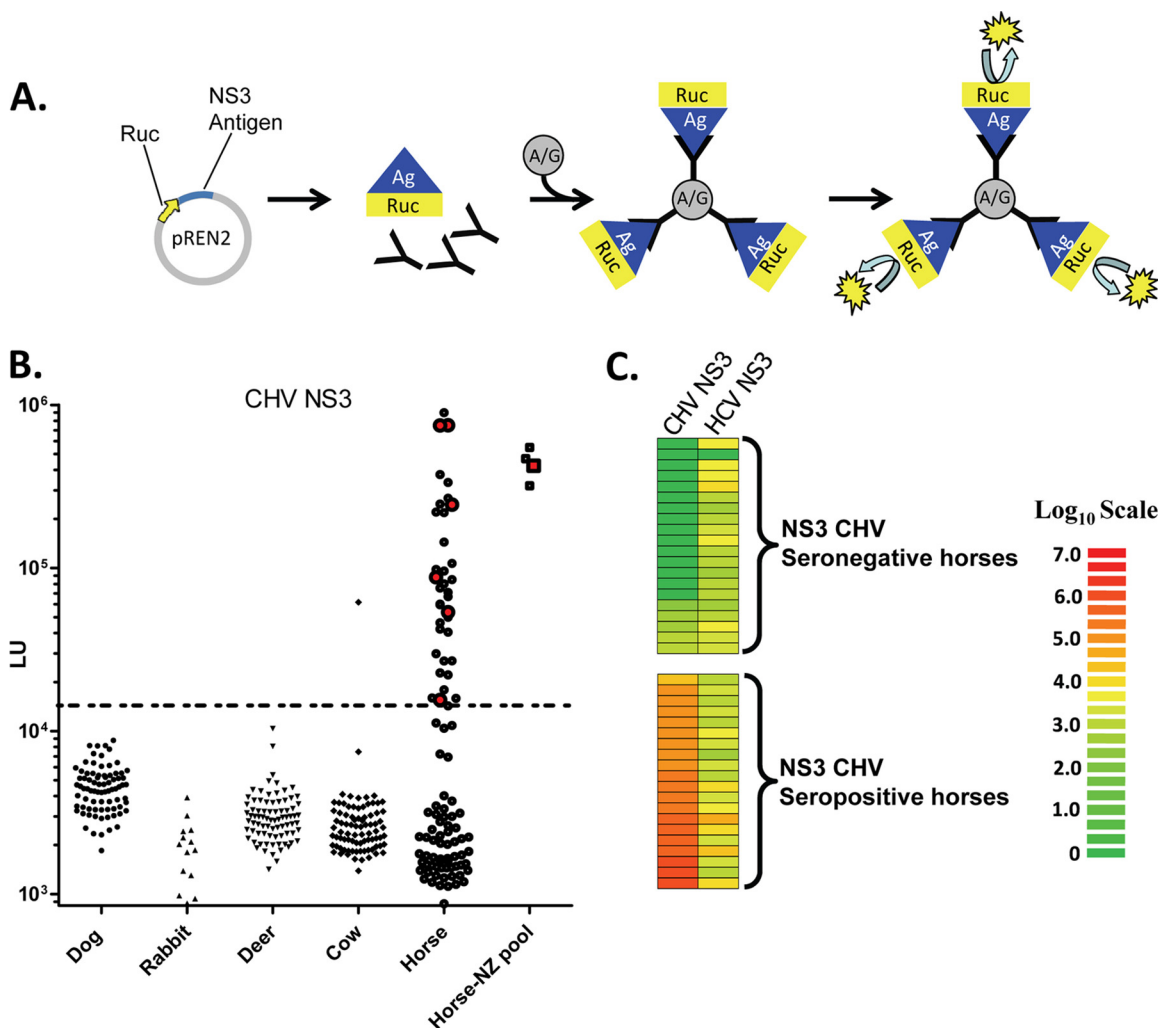 A.
Ruc
NS3
Antigen
pREN2
Ag
Ruc
A/G
Ruc
Ag
A/G
Ag
Ruc
Ag
Ruc
Ruc
Ag
A/G
Ag
Ruc
Ag
Ruc
B.
CHV NS3
LU
10⁶
10⁵
10⁴
10³
Dog
Rabbit
Deer
Cow
Horse
Horse-NZ pool
C.
CHV NS3
HCV NS3
NS3 CHV
Seronegative horses
NS3 CHV
Seropositive horses
Log₁₀ Scale
7.0
6.0
5.0
4.0
3.0
2.0
1.0
0